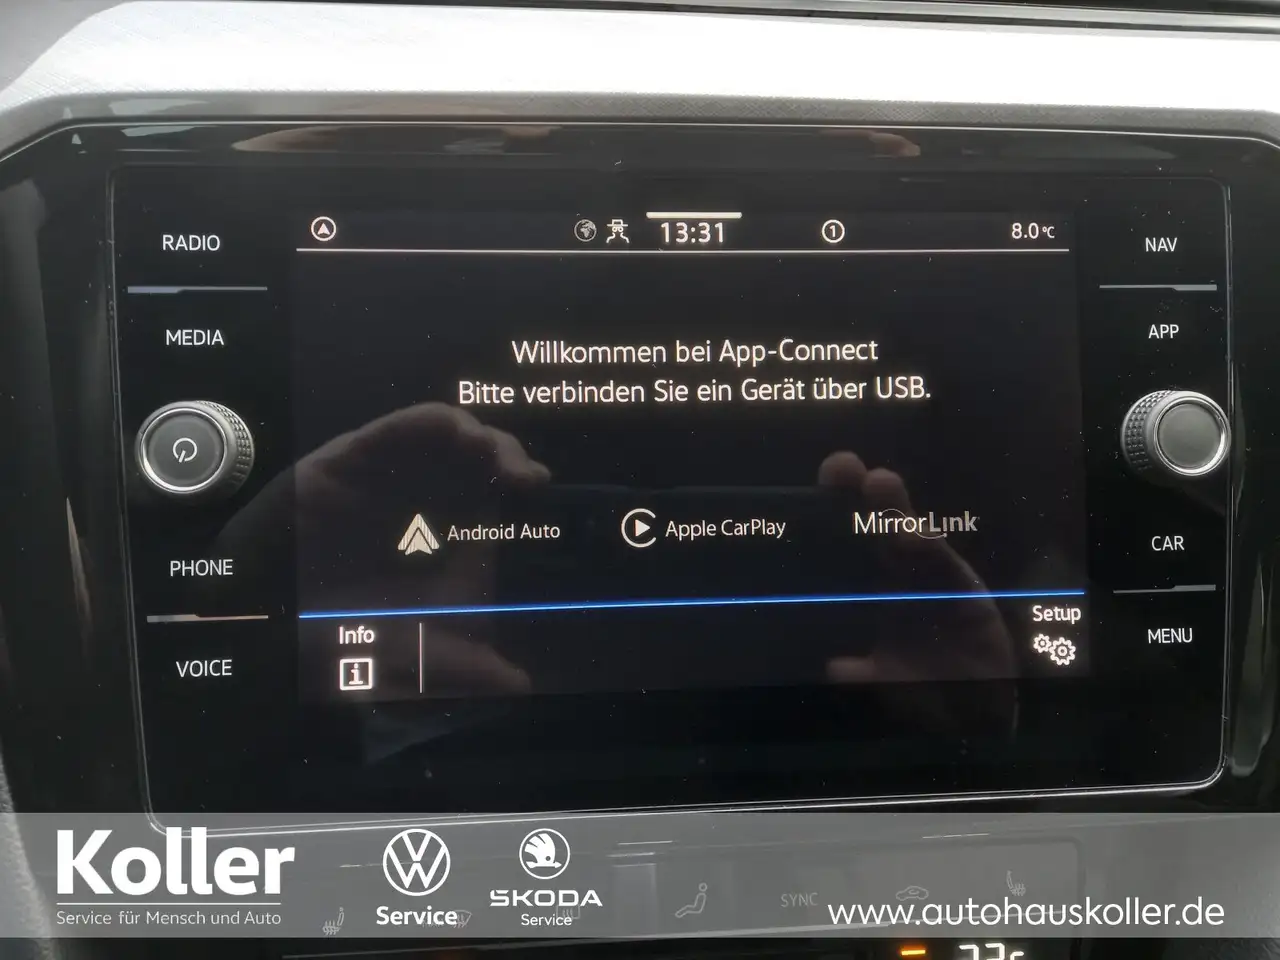 RADIO
MEDIA
PHONE
VOICE
13:31
1
8.0°C
Willkommen bei App-Connect
Bitte verbinden Sie ein Gerät über USB.
Android Auto
Apple CarPlay
MirrorLink
Info
Setup
NAV
APP
CAR
MENU
Koller
Service für Mensch und Auto
Service
ŠKODA
Service
SYNC
www.autohauskoller.de